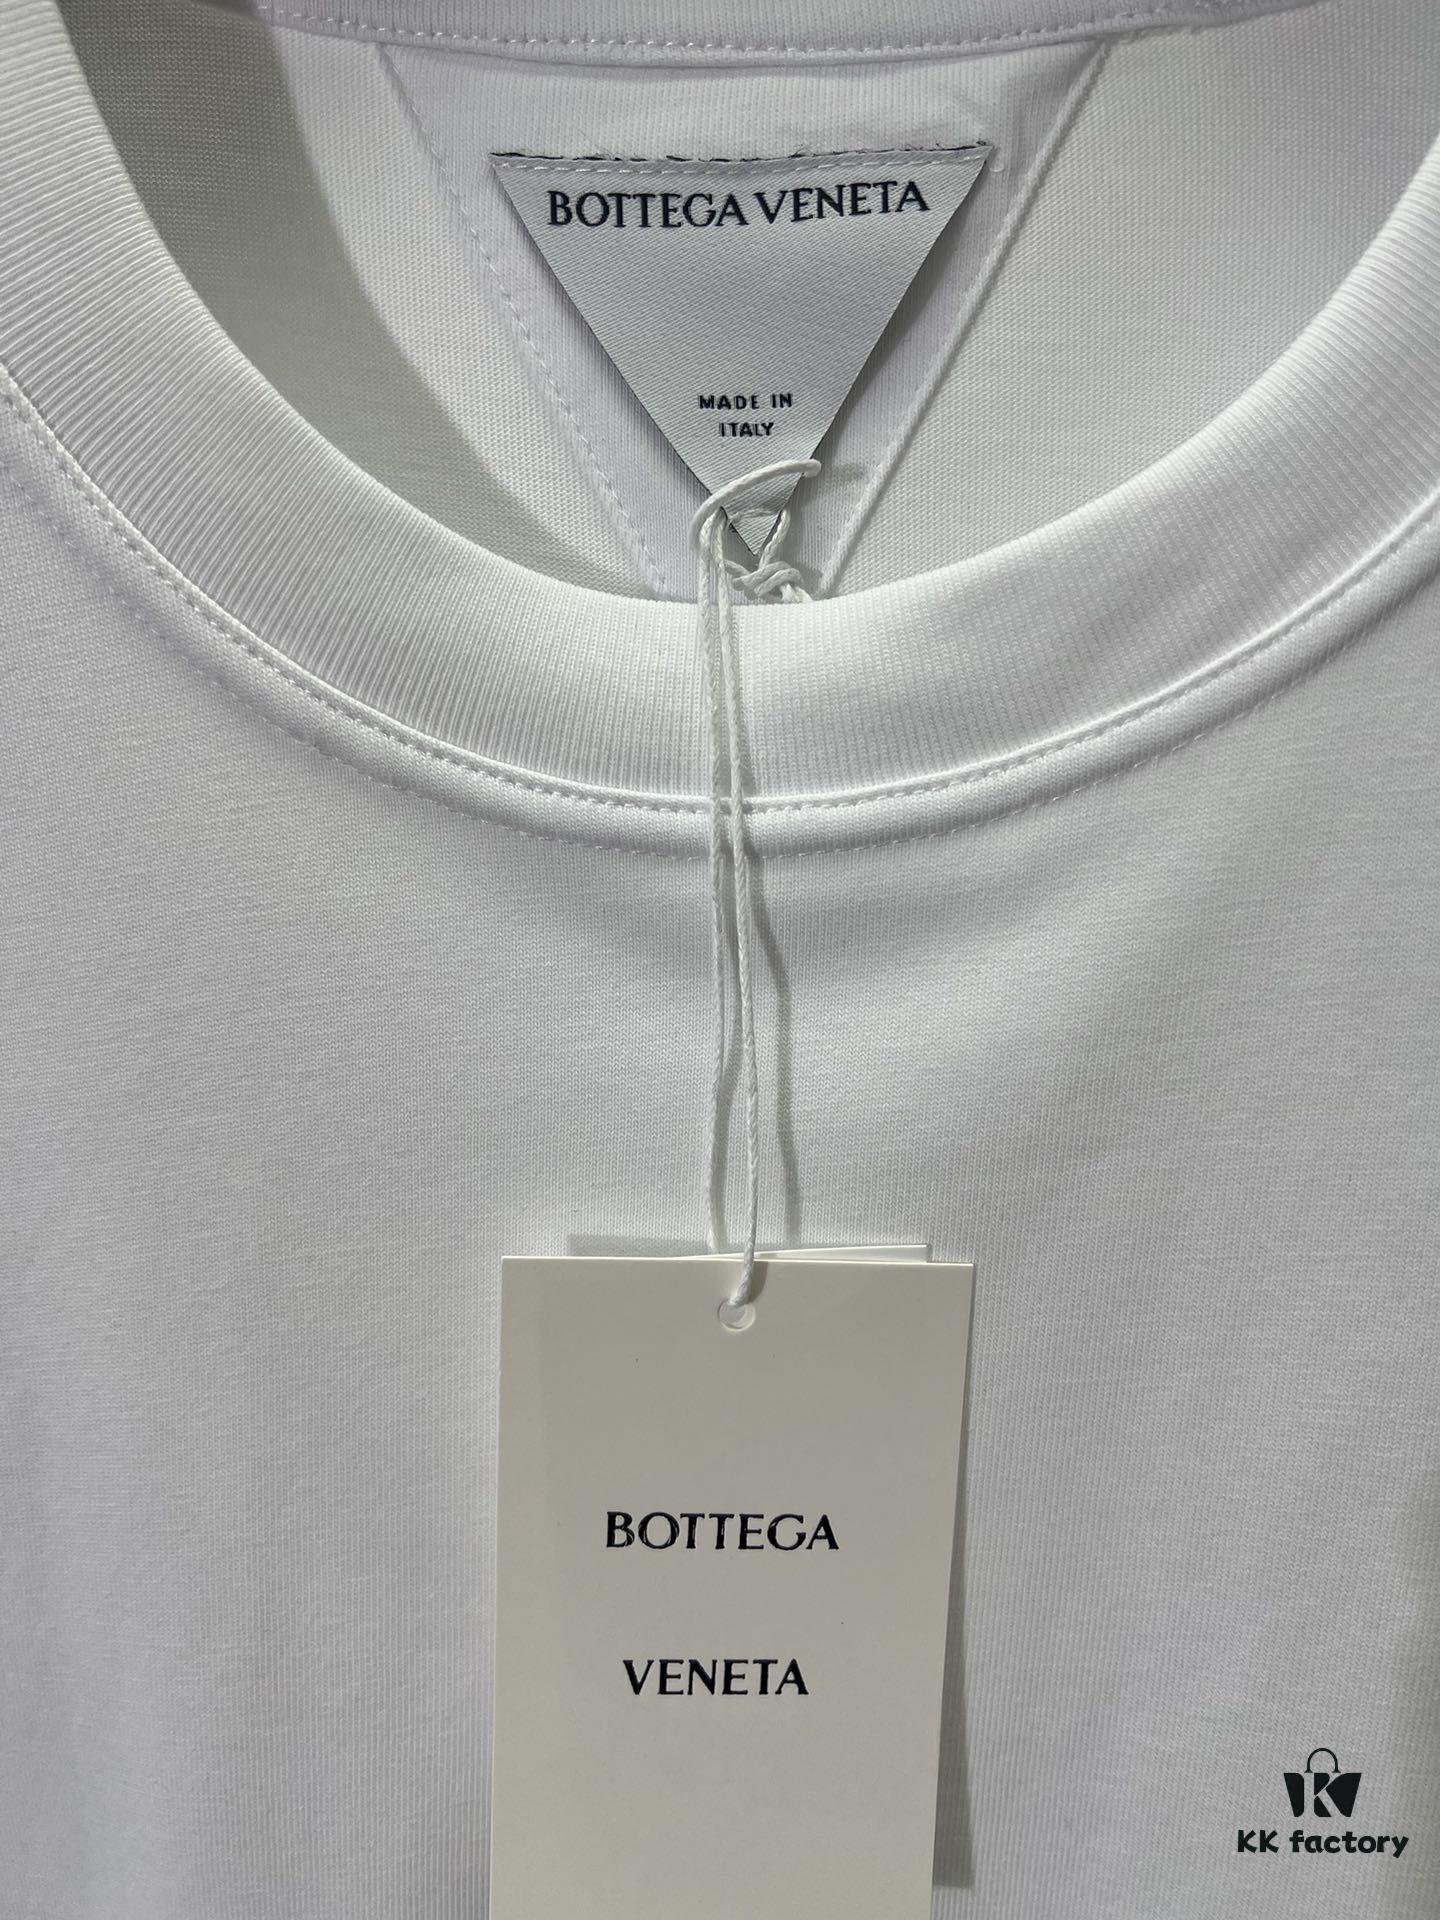 BOTTEGA VENETA
MADE IN
ITALY
BOTTEGA
VENETA
KK factory